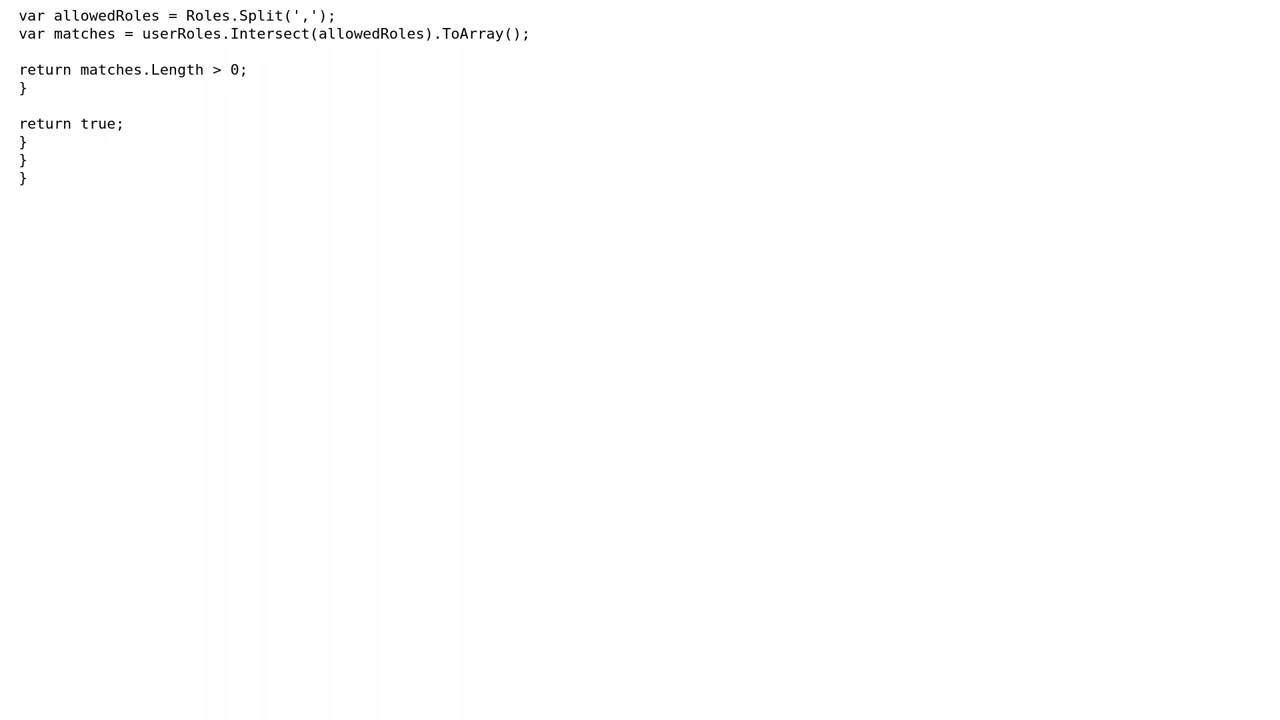 var allowedRoles = Roles.Split(',');
var matches = userRoles.Intersect(allowedRoles).ToArray();
return matches.Length > 0;
}
return true;
}
}
}